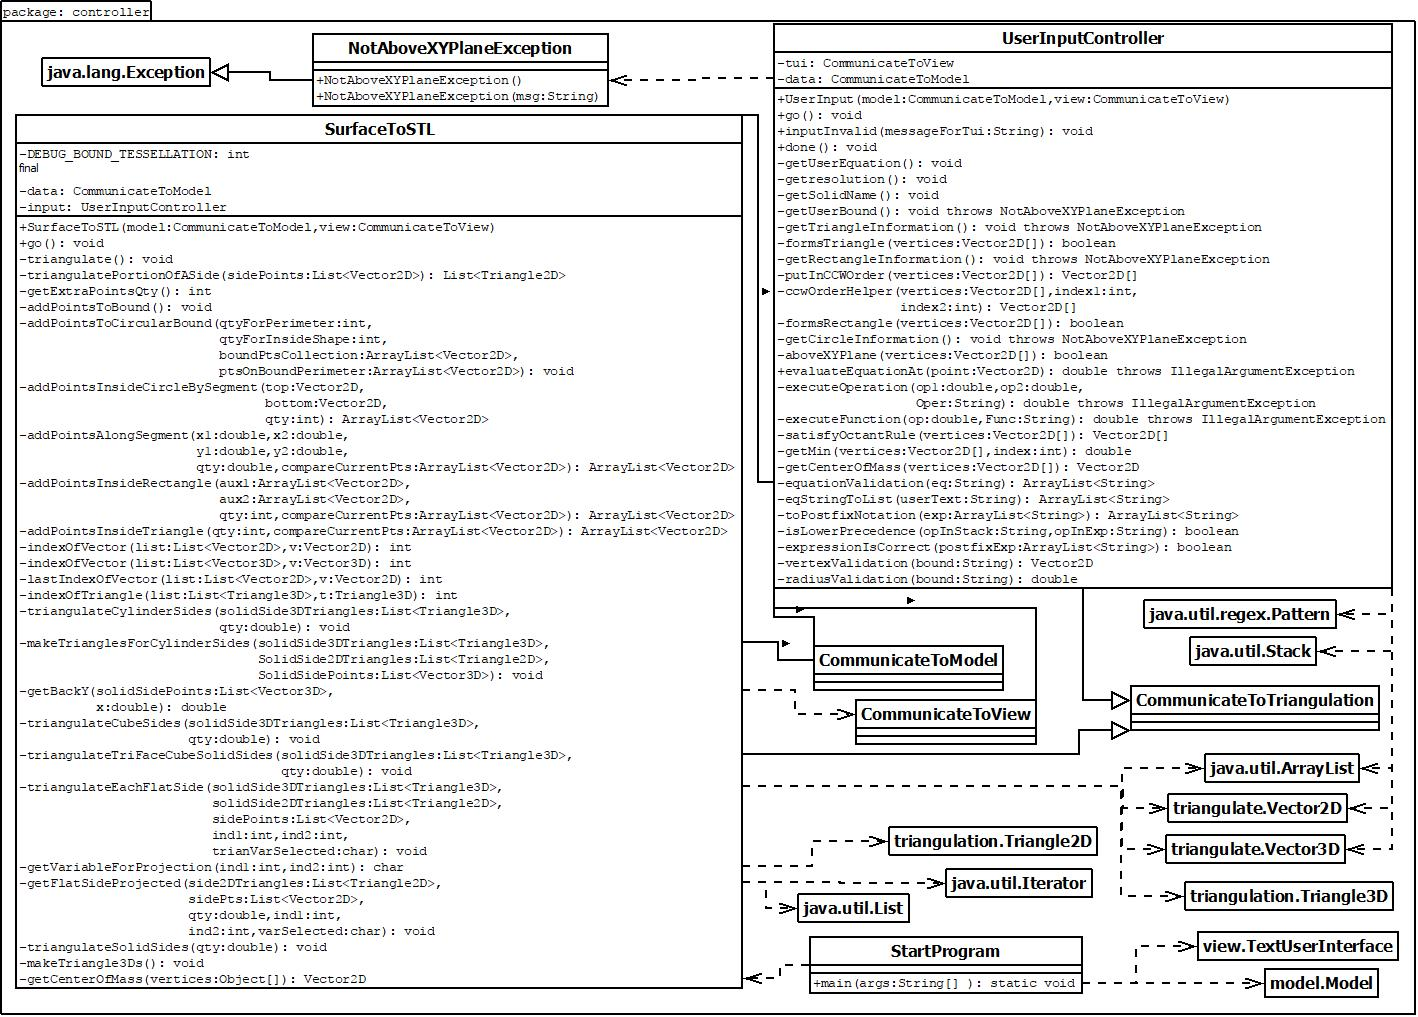 package: controller
NotAboveXYPlaneException
+NotAboveXYPlaneException()
+NotAboveXYPlaneException(msg:String)
java.lang.Exception
UserInputController
-tui: CommunicateToView
-data: CommunicateToModel
+UserInput(model:CommunicateToModel,view:CommunicateToView)
+go(): void
+inputInvalid(messageForTui:String): void
+done(): void
-getUserEquation(): void
-getresolution(): void
-getSolidName(): void
-getUserBound(): void throws NotAboveXYPlaneException
-getTriangleInformation(): void throws NotAboveXYPlaneException
-formsTriangle(vertices:Vector2D[]): boolean
-getRectangleInformation(): void throws NotAboveXYPlaneException
-putInCCWOrder(vertices:Vector2D[]): Vector2D[]
-ccwOrderHelper(vertices:Vector2D[],index1:int,
index2:int): Vector2D[]
-formsRectangle(vertices:Vector2D[]): boolean
-getCircleInformation(): void throws NotAboveXYPlaneException
-aboveXYPlane(vertices:Vector2D[]): boolean
+evaluateEquationAt(point:Vector2D): double throws IllegalArgumentException
-executeOperation(op1:double,op2:double,
Oper:String): double throws IllegalArgumentException
-executeFunction(op:double,Func:String): double throws IllegalArgumentException
-satisfyOctantRule(vertices:Vector2D[]): Vector2D[]
-getMin(vertices:Vector2D[],index:int): double
-getCenterOfMass(vertices:Vector2D[]): Vector2D
-equationValidation(eq:String): ArrayList<String>
-eqStringToList(userText:String): ArrayList<String>
-toPostfixNotation(exp:ArrayList<String>): ArrayList<String>
-isLowerPrecedence(opInStack:String,opInExp:String): boolean
-expressionIsCorrect(postfixExp:ArrayList<String>): boolean
-vertexValidation(bound:String): Vector2D
-radiusValidation(bound:String): double
SurfaceToSTL
-DEBUG_BOUND_TESSELLATION: int
final
-data: CommunicateToModel
-input: UserInputController
+SurfaceToSTL(model:CommunicateToModel,view:CommunicateToView)
+go(): void
-triangulate(): void
-triangulatePortionOfASide(sidePoints:List<Vector2D>): List<Triangle2D>
-getExtraPointsQty(): int
-addPointsToBound(): void
-addPointsToCircularBound(qtyForPerimeter:int,
qtyForInsideShape:int,
boundPtsCollection:ArrayList<Vector2D>,
ptsOnBoundPerimeter:ArrayList<Vector2D>): void
-addPointsInsideCircleBySegment(top:Vector2D,
bottom:Vector2D,
qty:int): ArrayList<Vector2D>
-addPointsAlongSegment(x1:double,x2:double,
y1:double,y2:double,
qty:double,compareCurrentPts:ArrayList<Vector2D>): ArrayList<Vector2D>
-addPointsInsideRectangle(aux1:ArrayList<Vector2D>,
aux2:ArrayList<Vector2D>,
qty:int,compareCurrentPts:ArrayList<Vector2D>): ArrayList<Vector2D>
-addPointsInsideTriangle(qty:int,compareCurrentPts:ArrayList<Vector2D>): ArrayList<Vector2D>
-indexOfVector(list:List<Vector2D>,v:Vector2D): int
-indexOfVector(list:List<Vector3D>,v:Vector3D): int
-lastIndexOfVector(list:List<Vector2D>,v:Vector2D): int
-indexOfTriangle(list:List<Triangle3D>,t:Triangle3D): int
-triangulateCylinderSides(solidSide3DTriangles:List<Triangle3D>,
qty:double): void
-makeTrianglesForCylinderSides(solidSide3DTriangles:List<Triangle3D>,
SolidSide2DTriangles:List<Triangle2D>,
SolidSidePoints:List<Vector3D>): void
-getBackY(solidSidePoints:List<Vector3D>,
x:double): double
-triangulateCubeSides(solidSide3DTriangles:List<Triangle3D>,
qty:double): void
-triangulateTriFaceCubeSolidSides(solidSide3DTriangles:List<Triangle3D>,
qty:double): void
-triangulateEachFlatSide(solidSide3DTriangles:List<Triangle3D>,
solidSide2DTriangles:List<Triangle2D>,
sidePoints:List<Vector2D>,
ind1:int,ind2:int,
trianVarSelected:char): void
-getVariableForProjection(ind1:int,ind2:int): char
-getFlatSideProjected(side2DTriangles:List<Triangle2D>,
sidePts:List<Vector2D>,
qty:double,ind1:int,
ind2:int,varSelected:char): void
-triangulateSolidSides(qty:double): void
-makeTriangle3Ds(): void
-getCenterOfMass(vertices:Object[]): Vector2D
java.util.regex.Pattern
java.util.Stack
CommunicateToModel
CommunicateToView
CommunicateToTriangulation
java.util.ArrayList
triangulate.Vector2D
triangulate.Vector3D
triangulation.Triangle2D
java.util.Iterator
triangulation.Triangle3D
java.util.List
StartProgram
+main(args:String[] ): static void
view.TextUserInterface
model.Model